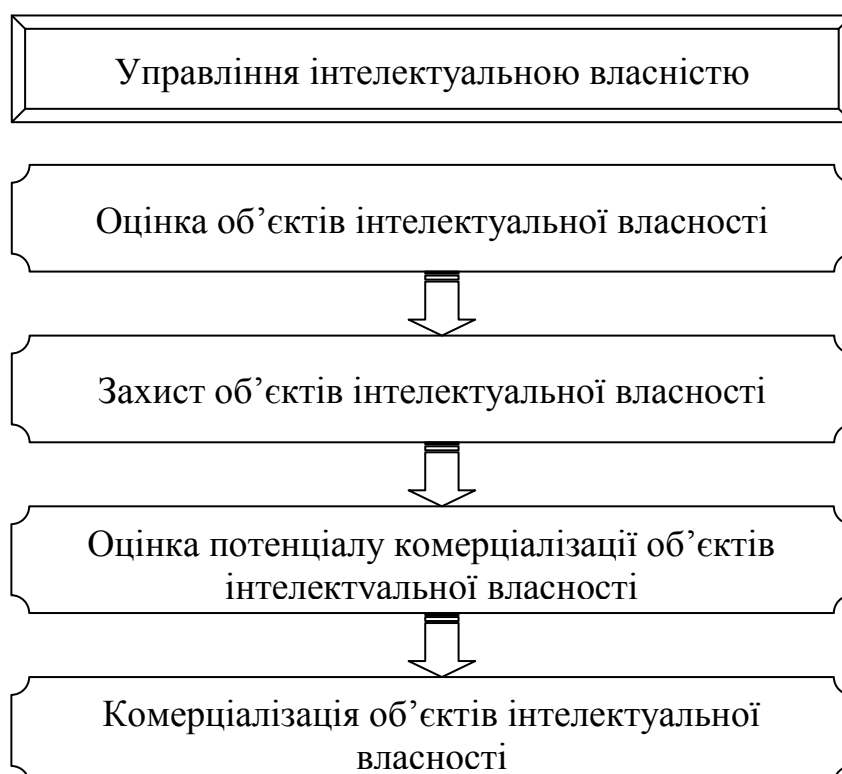 Управління інтелектуальною власністю
Оцінка об’єктів інтелектуальної власності
Захист об’єктів інтелектуальної власності
Оцінка потенціалу комерціалізації об’єктів
інтелектуальної власності
Комерціалізація об’єктів інтелектуальної
власності